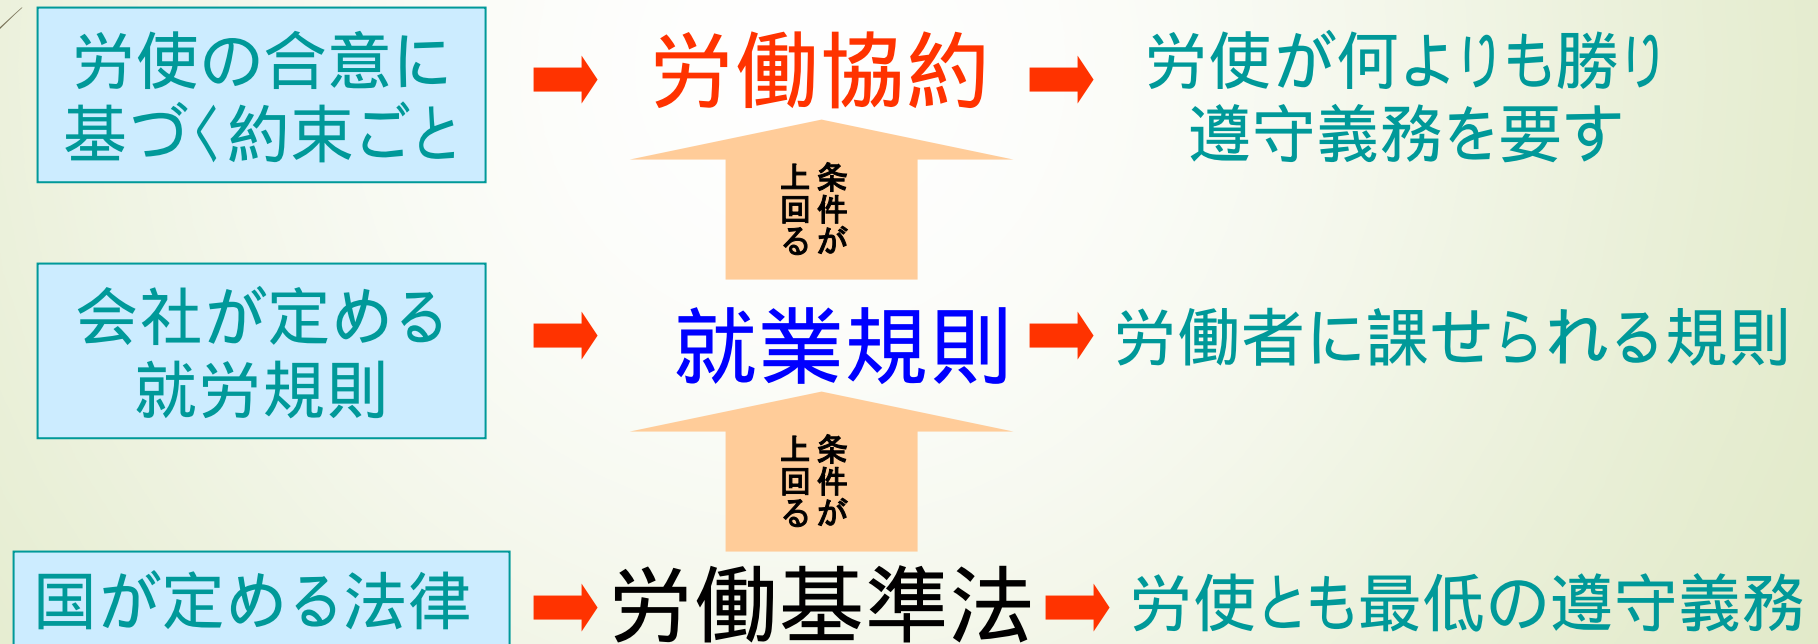 労使の合意に
基づく約束ごと
労働協約
労使が何よりも勝り
遵守義務を要す
条件が
上回る
会社が定める
就労規則
就業規則
労働者に課せられる規則
条件が
上回る
国が定める法律
労働基準法
労使とも最低の遵守義務